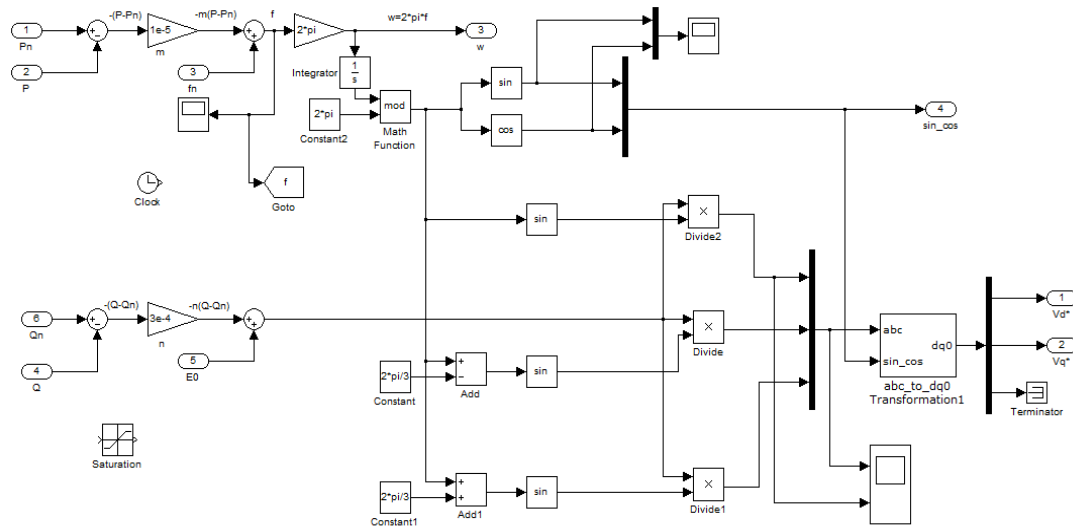 1
Pn
-(P-Pn)
1e-5
m
-m(P-Pn)
f
2*pi
w=2*pi*f
3
w
2
P
3
fn
Integrator
1
s
2*pi
Constant2
mod
Math
Function
sin
cos
4
sin_cos
Clock
f
Goto
sin
×
Divide2
6
Qn
-(Q-Qn)
3e-4
n
-n(Q-Qn)
4
Q
5
E0
2*pi/3
Constant
+
−
Add
sin
×
Divide
abc
sin_cos
dq0
abc_to_dq0
Transformation1
1
Vd*
2
Vq*
Terminator
Saturation
2*pi/3
Constant1
+
+
Add1
sin
×
Divide1